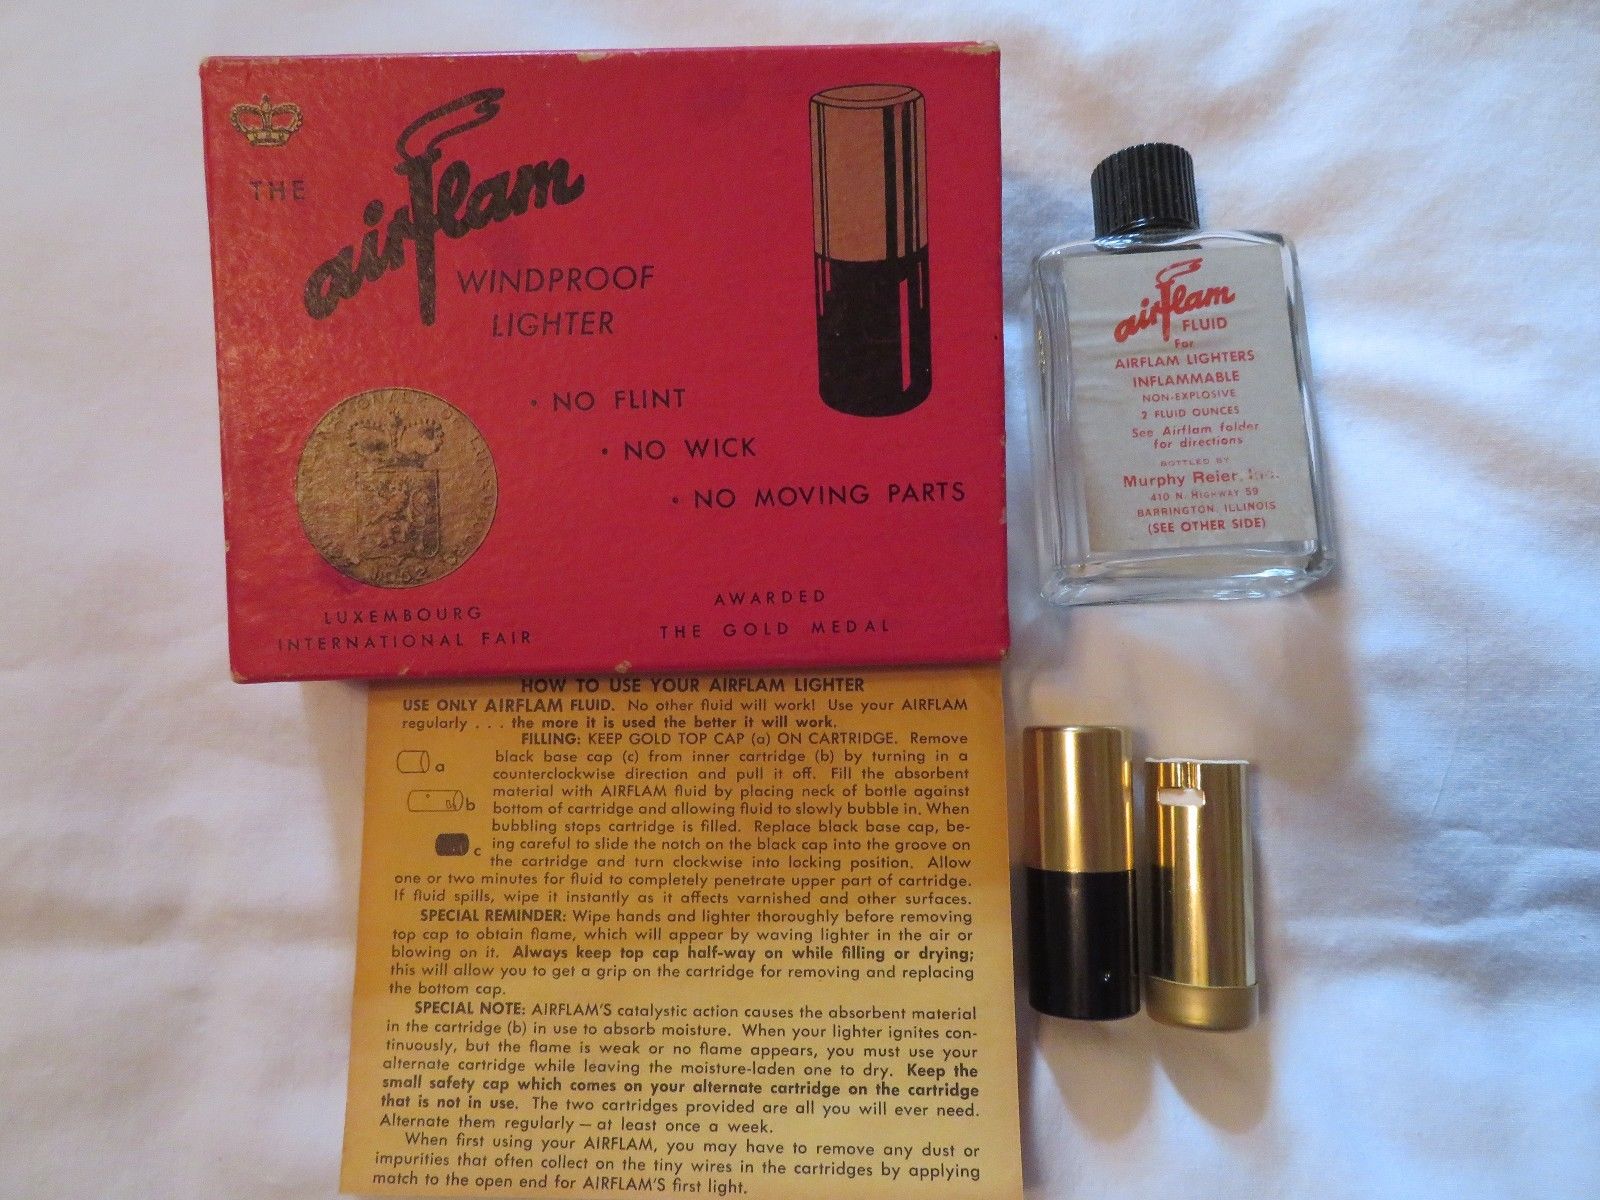 THE
airflam
WINDPROOF
LIGHTER
• NO FLINT
• NO WICK
• NO MOVING PARTS
LUXEMBOURG
INTERNATIONAL FAIR
AWARDED
THE GOLD MEDAL
airflam
FLUID
For
AIRFLAM LIGHTERS
INFLAMMABLE
NON-EXPLOSIVE
2 FLUID OUNCES
See Airflam folder
for directions
BOTTLED BY
Murphy Reier, Inc.
410 N. HIGHWAY 59
BARRINGTON, ILLINOIS
(SEE OTHER SIDE)
HOW TO USE YOUR AIRFLAM LIGHTER
USE ONLY AIRFLAM FLUID. No other fluid will work! Use your AIRFLAM
regularly . . . the more it is used the better it will work.
FILLING: KEEP GOLD TOP CAP (a) ON CARTRIDGE. Remove
black base cap (c) from inner cartridge (b) by turning in a
counterclockwise direction and pull it off. Fill the absorbent
material with AIRFLAM fluid by placing neck of bottle against
bottom of cartridge and allowing fluid to slowly bubble in. When
bubbling stops cartridge is filled. Replace black base cap, be-
ing careful to slide the notch on the black cap into the groove on
the cartridge and turn clockwise into locking position. Allow
one or two minutes for fluid to completely penetrate upper part of cartridge.
If fluid spills, wipe it instantly as it affects varnished and other surfaces.
a
b
c
SPECIAL REMINDER: Wipe hands and lighter thoroughly before removing
top cap to obtain flame, which will appear by waving lighter in the air or
blowing on it. Always keep top cap half-way on while filling or drying;
this will allow you to get a grip on the cartridge for removing and replacing
the bottom cap.
SPECIAL NOTE: AIRFLAM'S catalystic action causes the absorbent material
in the cartridge (b) in use to absorb moisture. When your lighter ignites con-
tinuously, but the flame is weak or no flame appears, you must use your
alternate cartridge while leaving the moisture-laden one to dry. Keep the
small safety cap which comes on your alternate cartridge on the cartridge
that is not in use. The two cartridges provided are all you will ever need.
Alternate them regularly — at least once a week.
When first using your AIRFLAM, you may have to remove any dust or
impurities that often collect on the tiny wires in the cartridges by applying
match to the open end for AIRFLAM'S first light.